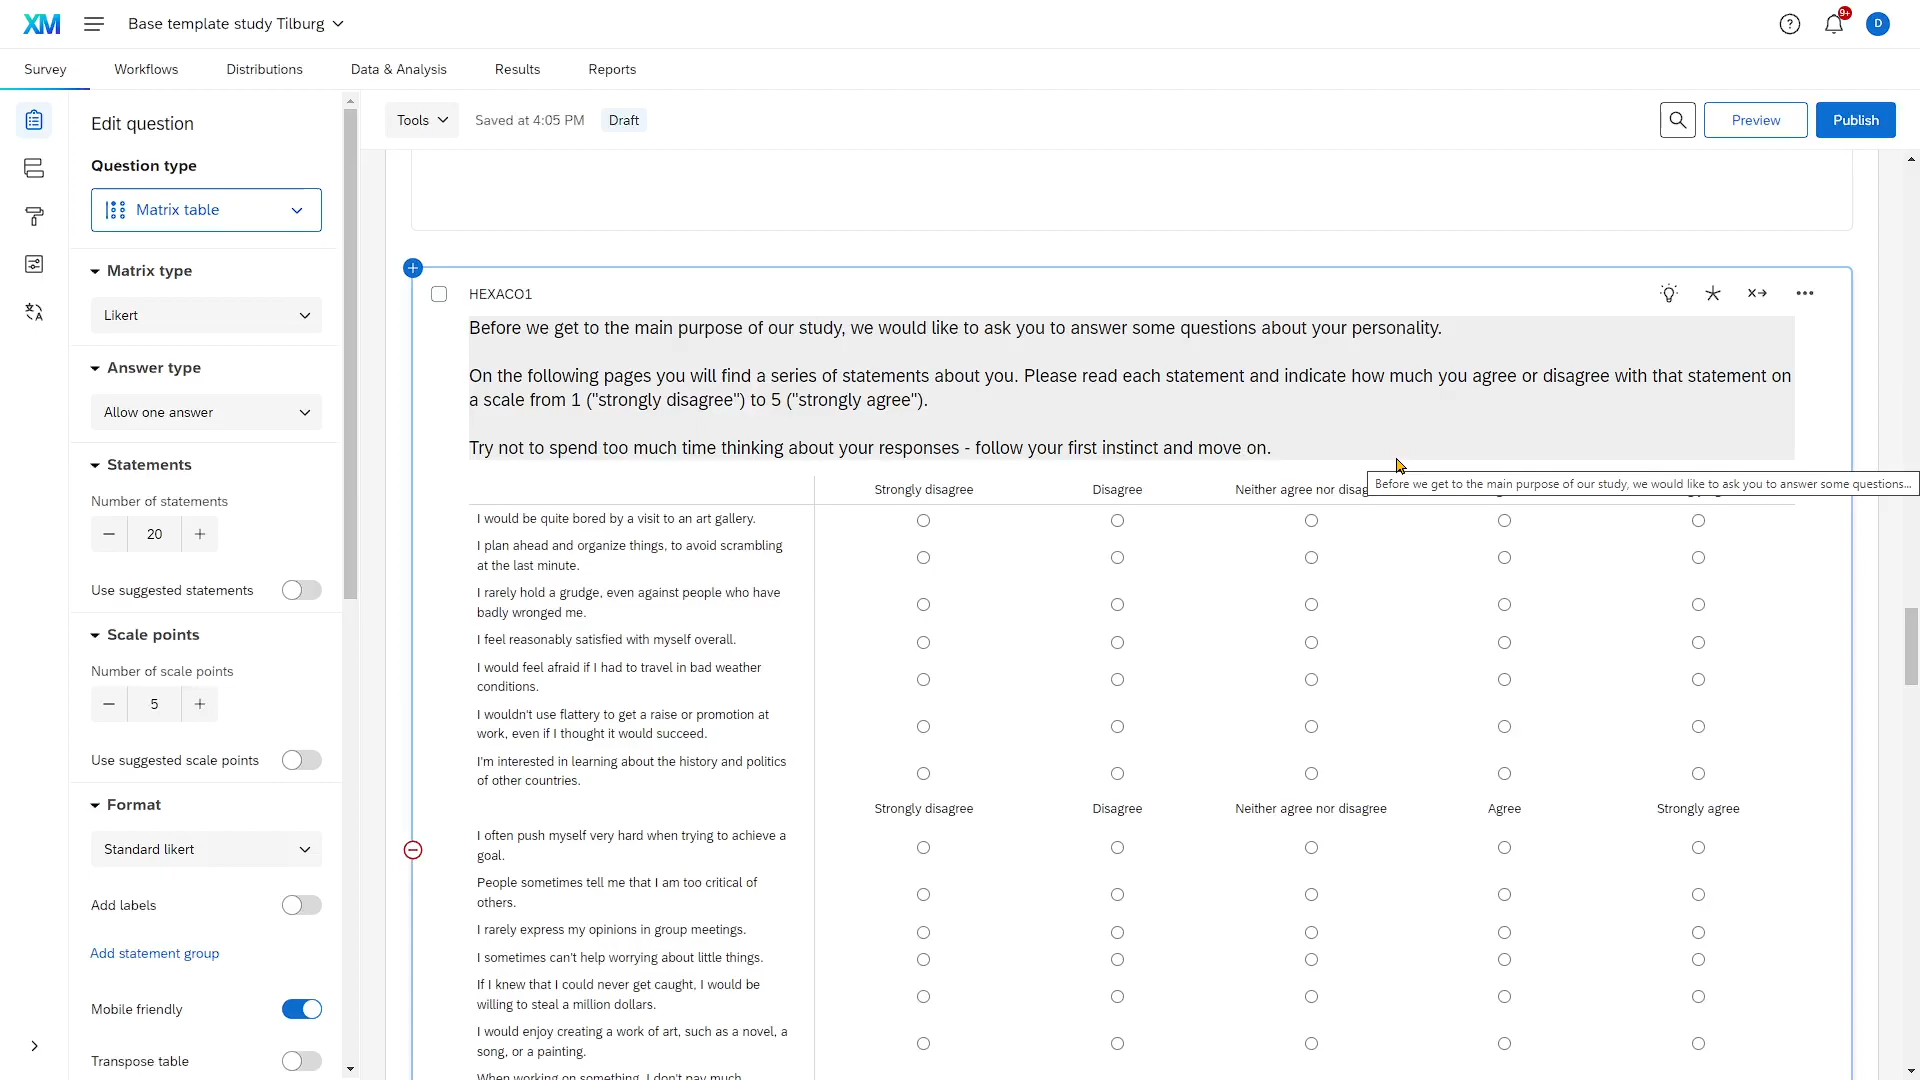 XM
Base template study Tilburg
9+
D
Survey
Workflows
Distributions
Data & Analysis
Results
Reports
Edit question
Question type
Matrix table
Matrix type
Likert
Answer type
Allow one answer
Statements
Number of statements
20
Use suggested statements
Scale points
Number of scale points
5
Use suggested scale points
Format
Standard likert
Add labels
Add statement group
Mobile friendly
Transpose table
Tools
Saved at 4:05 PM
Draft
Preview
Publish
HEXACO1
Before we get to the main purpose of our study, we would like to ask you to answer some questions about your personality.
On the following pages you will find a series of statements about you. Please read each statement and indicate how much you agree or disagree with that statement on
a scale from 1 ("strongly disagree") to 5 ("strongly agree").
Try not to spend too much time thinking about your responses - follow your first instinct and move on.
Before we get to the main purpose of our study, we would like to ask you to answer some questions...
Strongly disagree
Disagree
Neither agree nor disag
I would be quite bored by a visit to an art gallery.
I plan ahead and organize things, to avoid scrambling
at the last minute.
I rarely hold a grudge, even against people who have
badly wronged me.
I feel reasonably satisfied with myself overall.
I would feel afraid if I had to travel in bad weather
conditions.
I wouldn't use flattery to get a raise or promotion at
work, even if I thought it would succeed.
I'm interested in learning about the history and politics
of other countries.
Strongly disagree
Disagree
Neither agree nor disagree
Agree
Strongly agree
I often push myself very hard when trying to achieve a
goal.
People sometimes tell me that I am too critical of
others.
I rarely express my opinions in group meetings.
I sometimes can't help worrying about little things.
If I knew that I could never get caught, I would be
willing to steal a million dollars.
I would enjoy creating a work of art, such as a novel, a
song, or a painting.
When working on something, I don't pay much